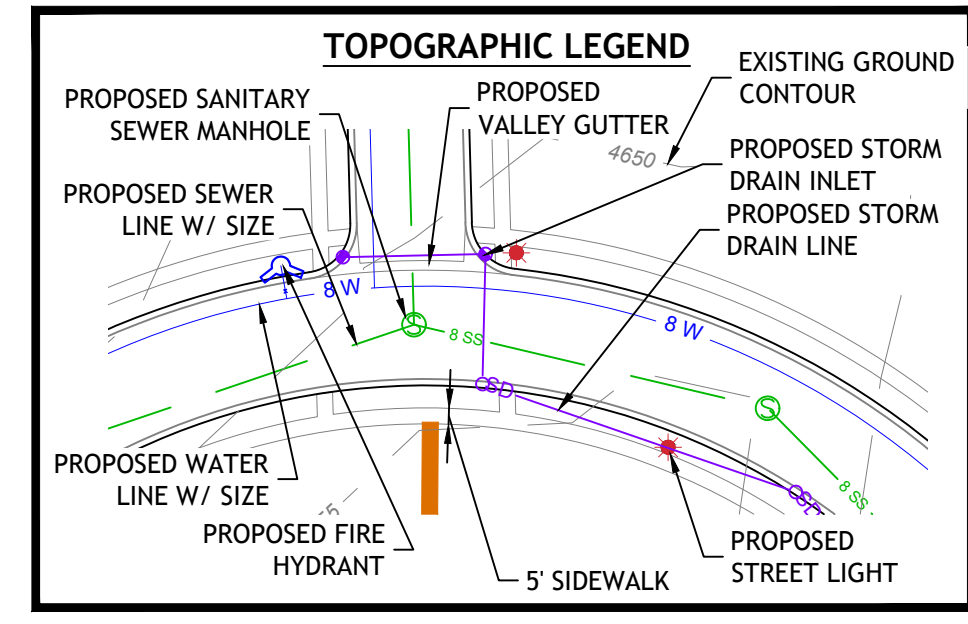 TOPOGRAPHIC LEGEND
EXISTING GROUND
CONTOUR
PROPOSED SANITARY
SEWER MANHOLE
PROPOSED
VALLEY GUTTER
4650
PROPOSED STORM
DRAIN INLET
PROPOSED SEWER
LINE W/ SIZE
PROPOSED STORM
DRAIN LINE
8 W
8 W
S
8 SS
SD
S
8 SS
SD
PROPOSED WATER
LINE W/ SIZE
PROPOSED FIRE
HYDRANT
5' SIDEWALK
PROPOSED
STREET LIGHT